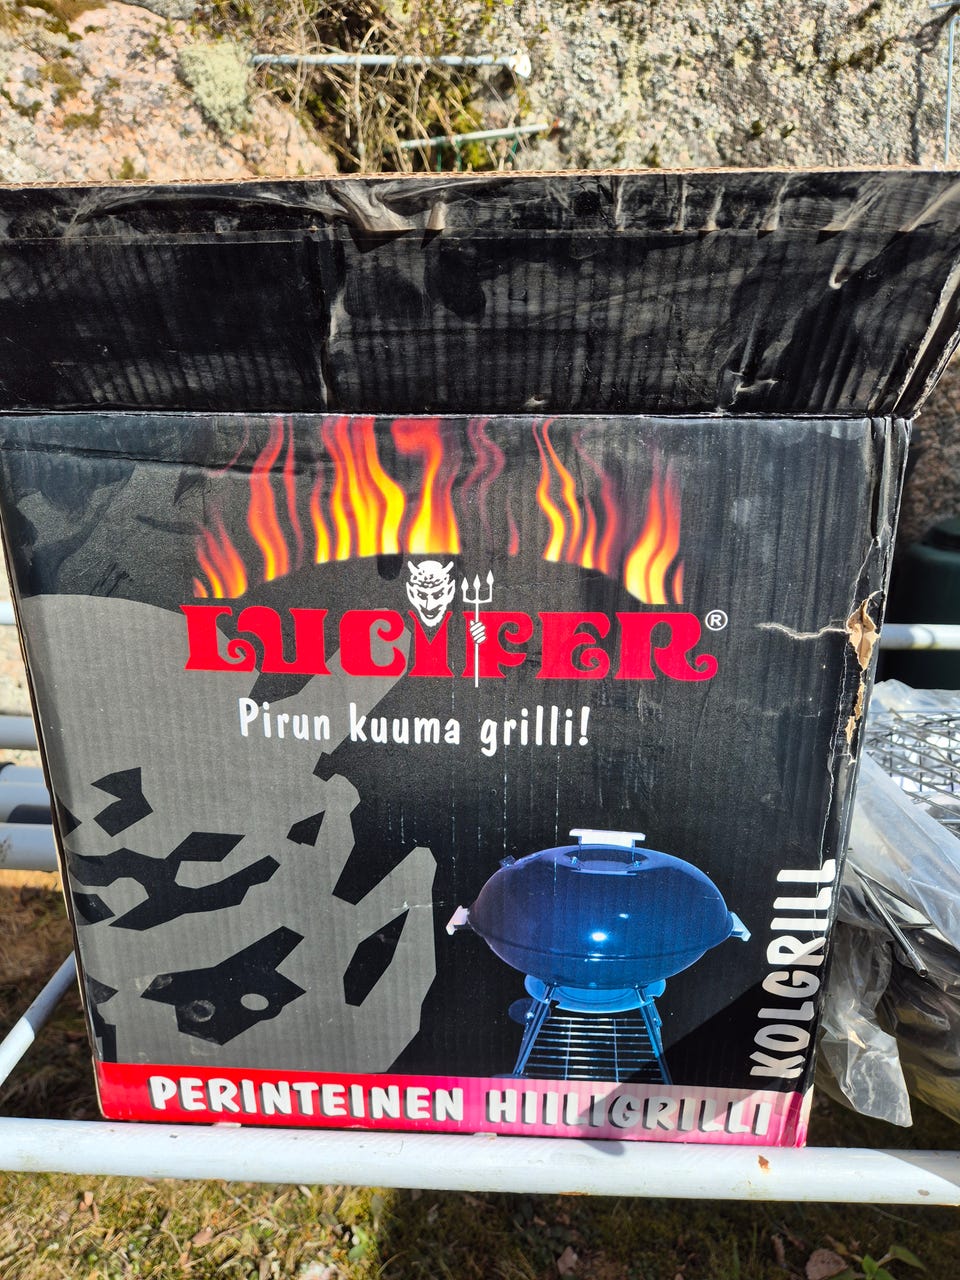 LUCIFER®
Pirun kuuma grilli!
KOLGRILL
PERINTEINEN HIILIGRILLI